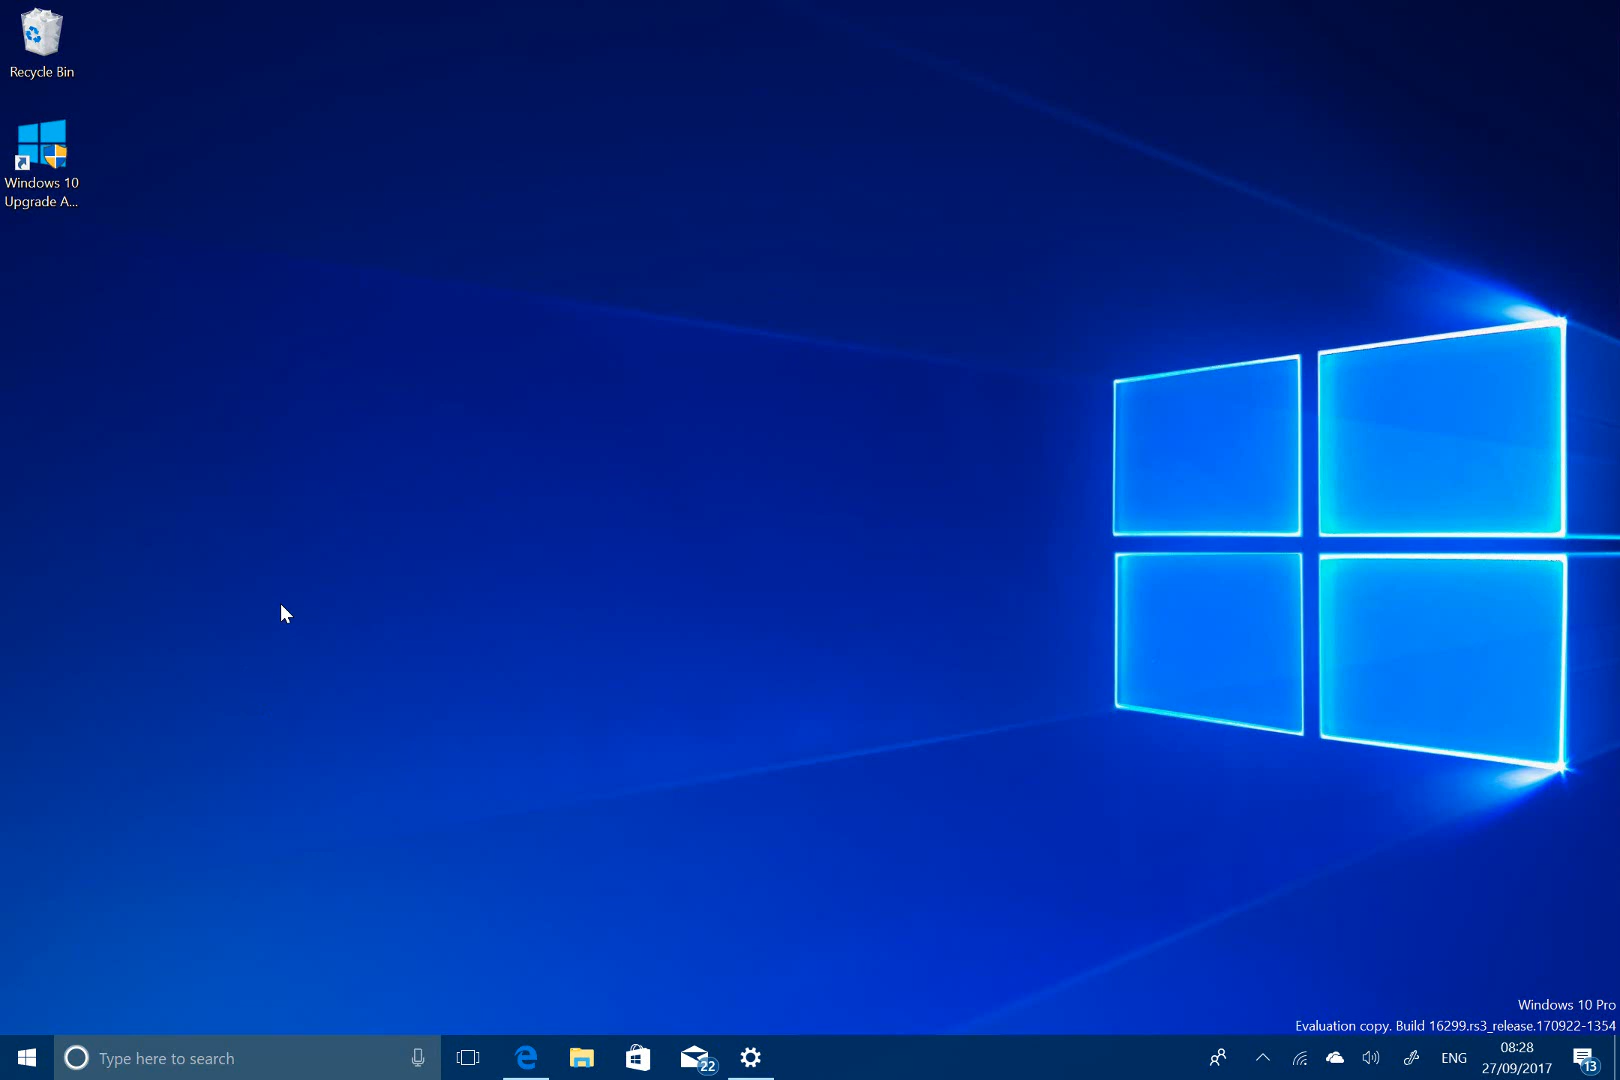 Recycle Bin
Windows 10
Upgrade A...
Windows 10 Pro
Evaluation copy. Build 16299.rs3_release.170922-1354
Type here to search
22
ENG
08:28
27/09/2017
13